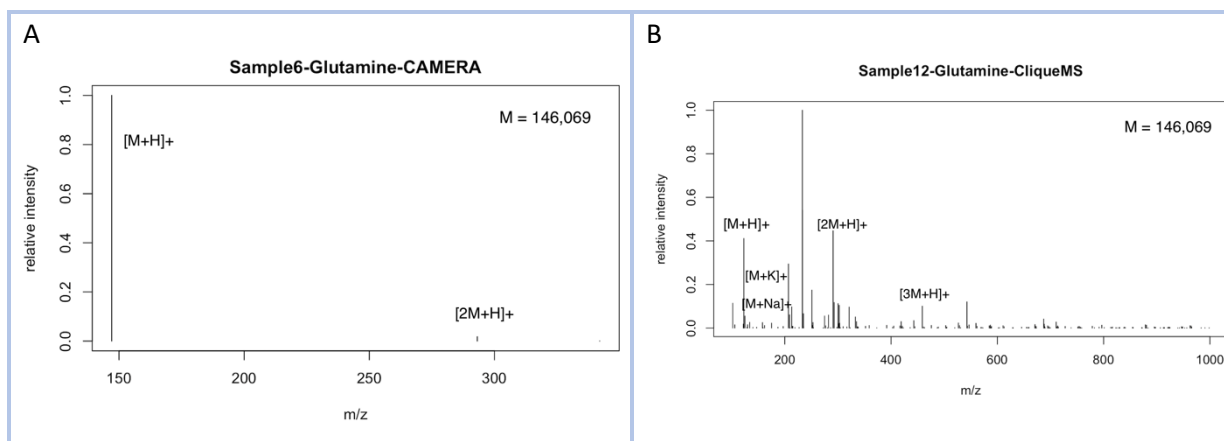 A
Sample6-Glutamine-CAMERA
M = 146,069
[M+H]+
[2M+H]+
relative intensity
1.0
0.8
0.6
0.4
0.2
0.0
150
200
250
300
m/z
B
Sample12-Glutamine-CliqueMS
M = 146,069
[M+H]+
[2M+H]+
[M+K]+
[M+Na]+
[3M+H]+
relative intensity
1.0
0.8
0.6
0.4
0.2
0.0
200
400
600
800
1000
m/z